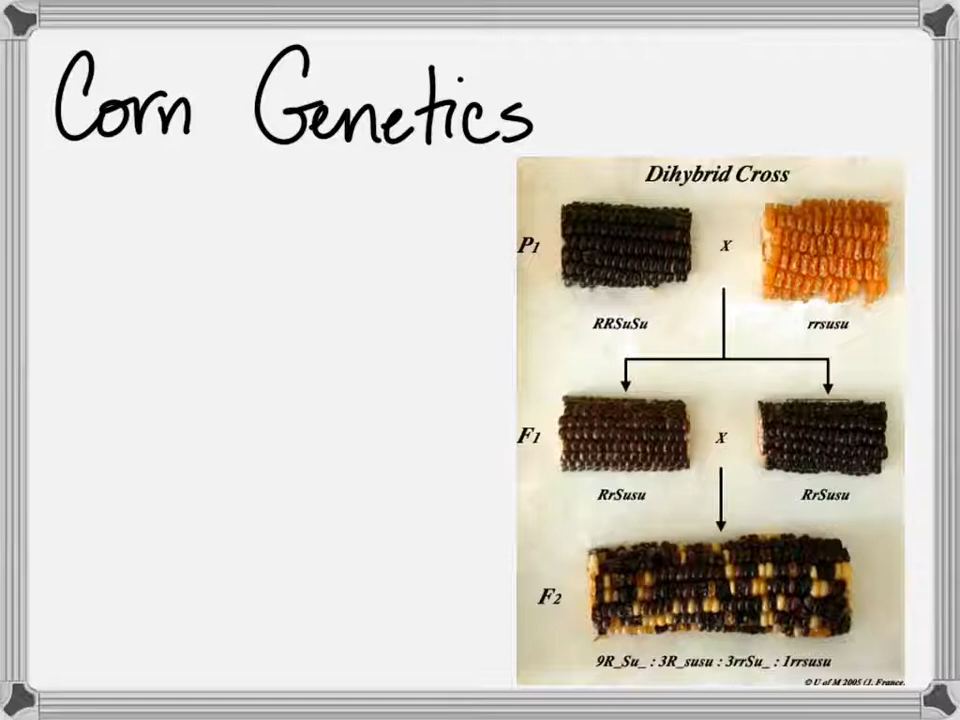 Corn Genetics
Dihybrid Cross
P1 X
RRSuSu rrsusu
F1 X
RrSusu RrSusu
F2
9R_Su_ : 3R_susu : 3rrSu_ : 1rrsusu
© U of M 2005 (J. France.